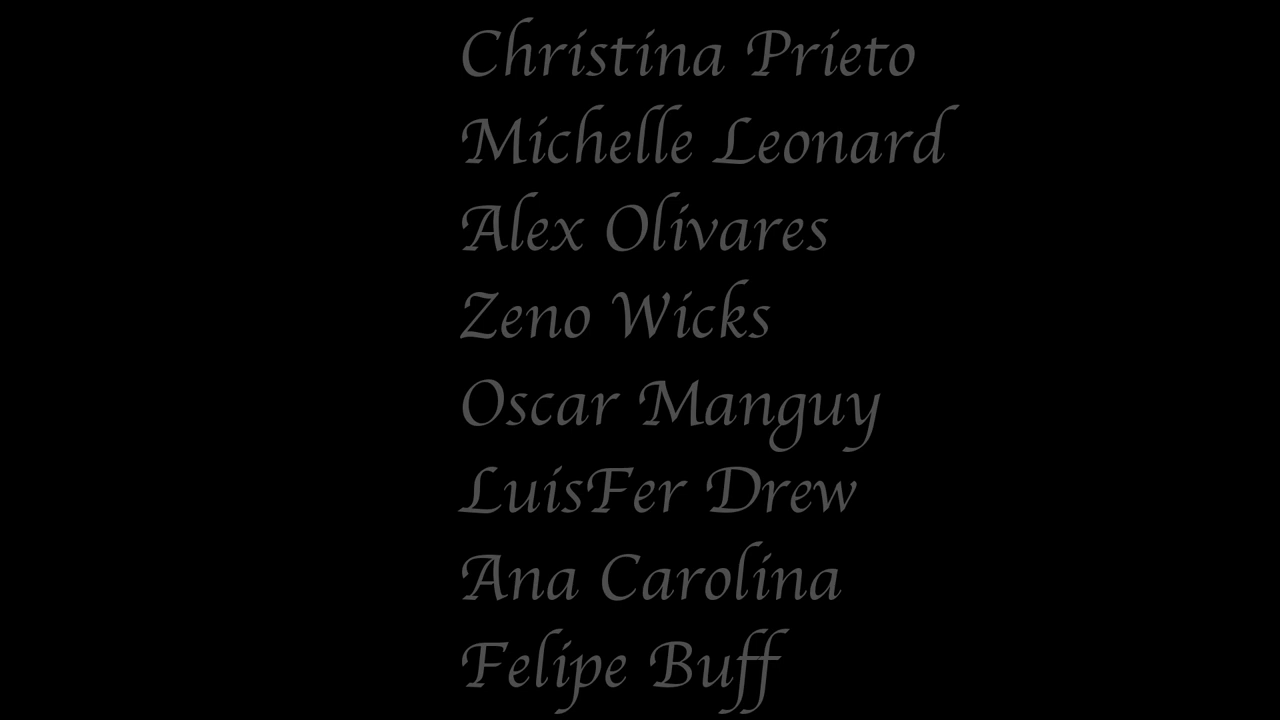 Christina Prieto
Michelle Leonard
Alex Olivares
Zeno Wicks
Oscar Manguy
LuisFer Drew
Ana Carolina
Felipe Buff